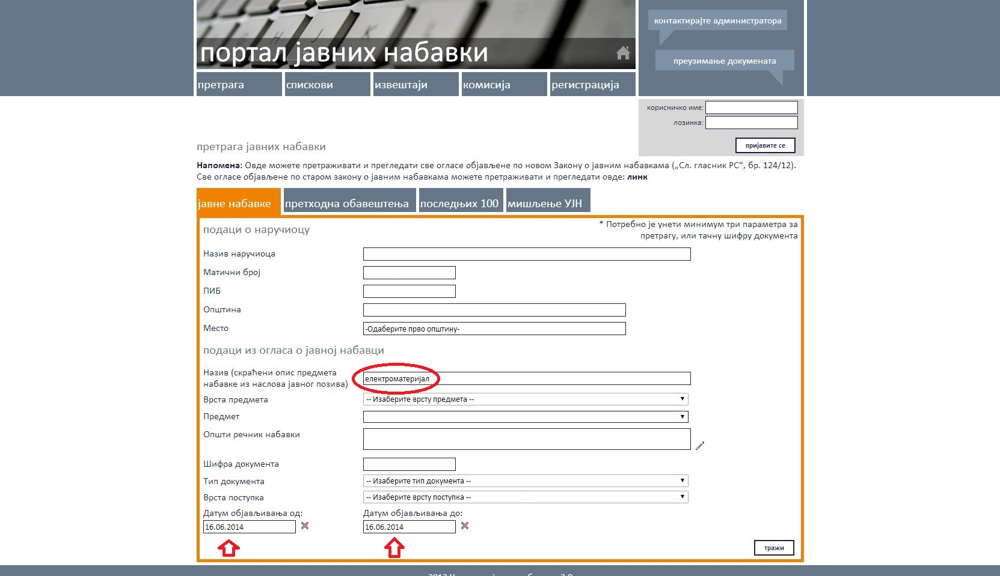 портал јавних набавки
контактирајте администратора
преузимање докумената
претрага
спискови
извештаји
комисија
регистрација
корисничко име:
лозинка:
пријавите се
претрага јавних набавки
Напомена: Овде можете претраживати и прегледати све огласе објављене по новом Закону о јавним набавкама („Сл. гласник РС“, бр. 124/12).
Све огласе објављене по старом закону о јавним набавкама можете претраживати и прегледати овде: линк
јавне набавке
претходна обавештења
последњих 100
мишљење УЈН
подаци о наручиоцу
* Потребно је унети минимум три параметра за
претрагу, или тачну шифру документа
Назив наручиоца
Матични број
ПИБ
Општина
Место
-Одаберите прво општину-
подаци из огласа о јавној набавци
Назив (скраћени опис предмета
набавке из наслова јавног позива)
електроматеријал
Врста предмета
-- Изаберите врсту предмета --
Предмет
Општи речник набавки
Шифра документа
Тип документа
-- Изаберите тип документа --
Врста поступка
-- Изаберите врсту поступка --
Датум објављивања од:
Датум објављивања до:
16.06.2014
16.06.2014
тражи